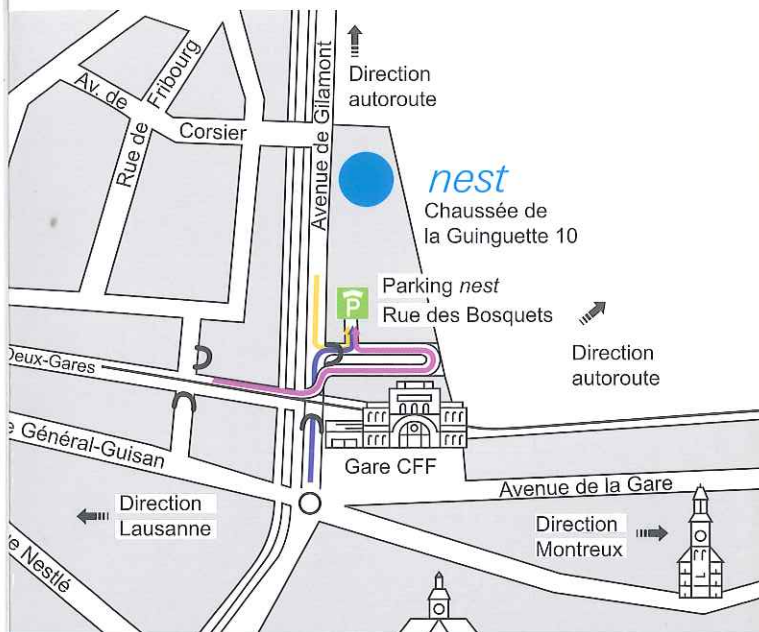 Direction
autoroute
Av. de
Corsier
Rue de Fribourg
Avenue de Gilamont
nest
Chaussée de
la Guinguette 10
P
Parking nest
Rue des Bosquets
Direction
autoroute
Deux-Gares
Général-Guisan
Gare CFF
Avenue de la Gare
Direction
Lausanne
Direction
Montreux
Nestlé